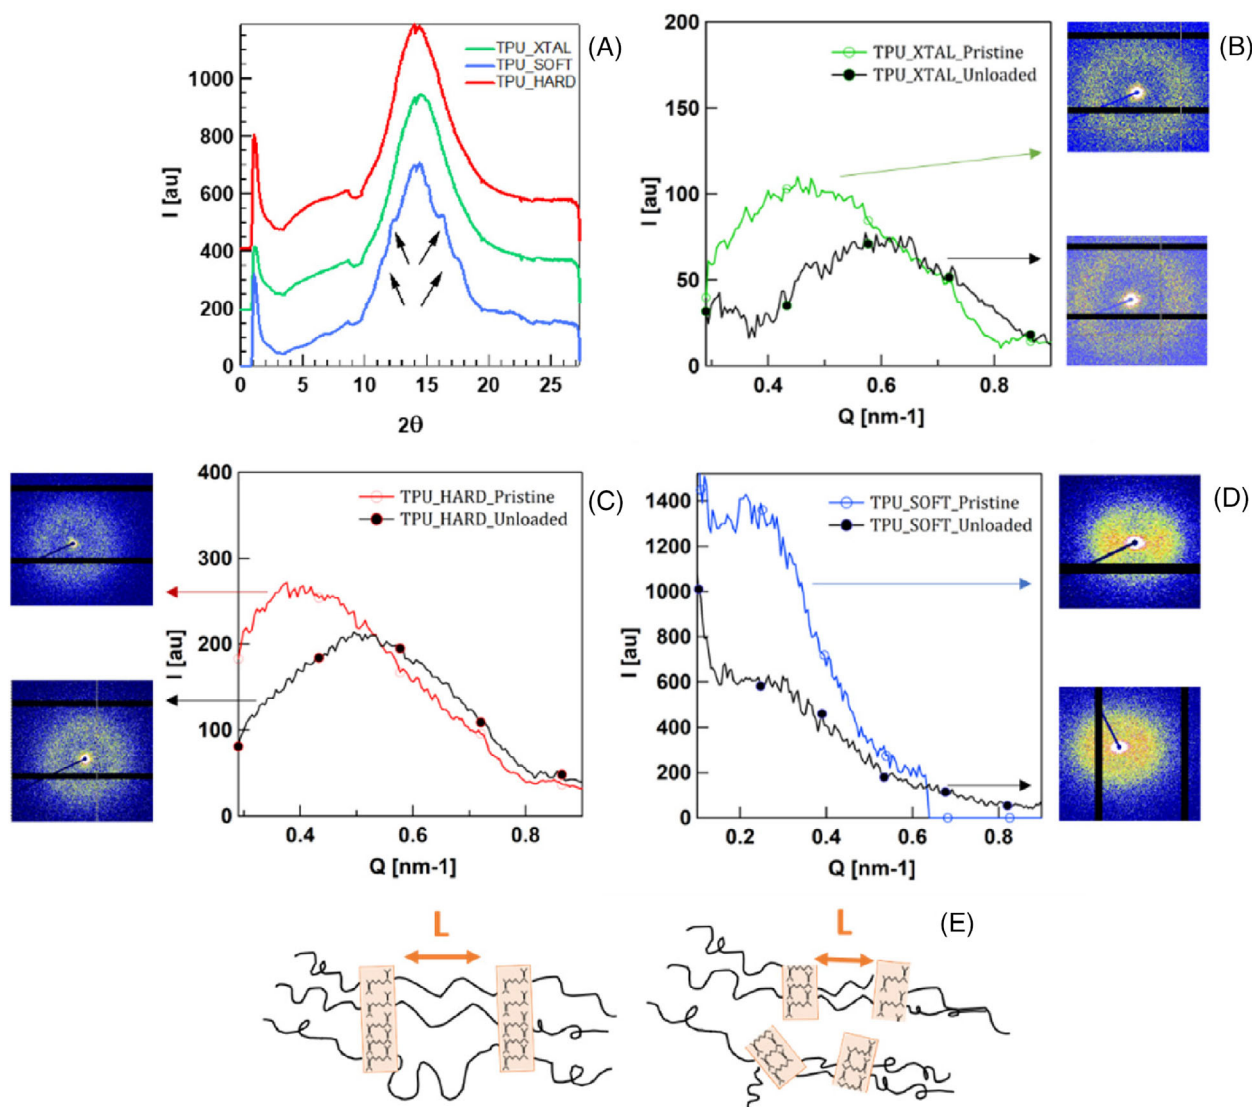 (A)
TPU_XTAL
TPU_SOFT
TPU_HARD
1000
800
600
400
200
0
I [au]
0 5 10 15 20 25
2θ
(B)
TPU_XTAL_Pristine
TPU_XTAL_Unloaded
200
150
100
50
0
I [au]
0.4 0.6 0.8
Q [nm-1]
(C)
TPU_HARD_Pristine
TPU_HARD_Unloaded
400
300
200
100
0
I [au]
0.4 0.6 0.8
Q [nm-1]
(D)
TPU_SOFT_Pristine
TPU_SOFT_Unloaded
1400
1200
1000
800
600
400
200
0
I [au]
0.2 0.4 0.6 0.8
Q [nm-1]
(E)
L
L